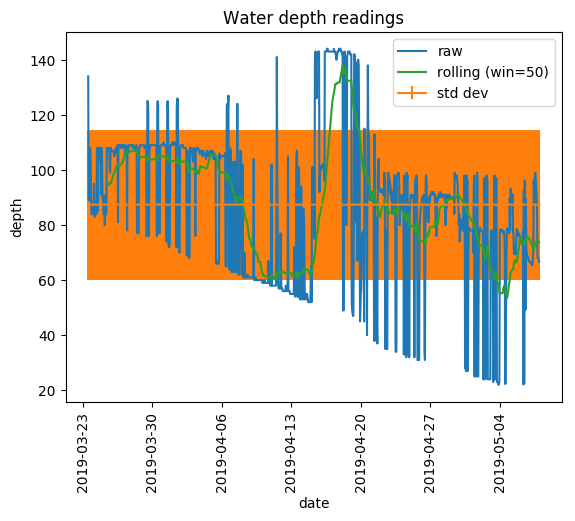 Water depth readings
raw
rolling (win=50)
std dev
depth
140
120
100
80
60
40
20
2019-03-23
2019-03-30
2019-04-06
2019-04-13
2019-04-20
2019-04-27
2019-05-04
date